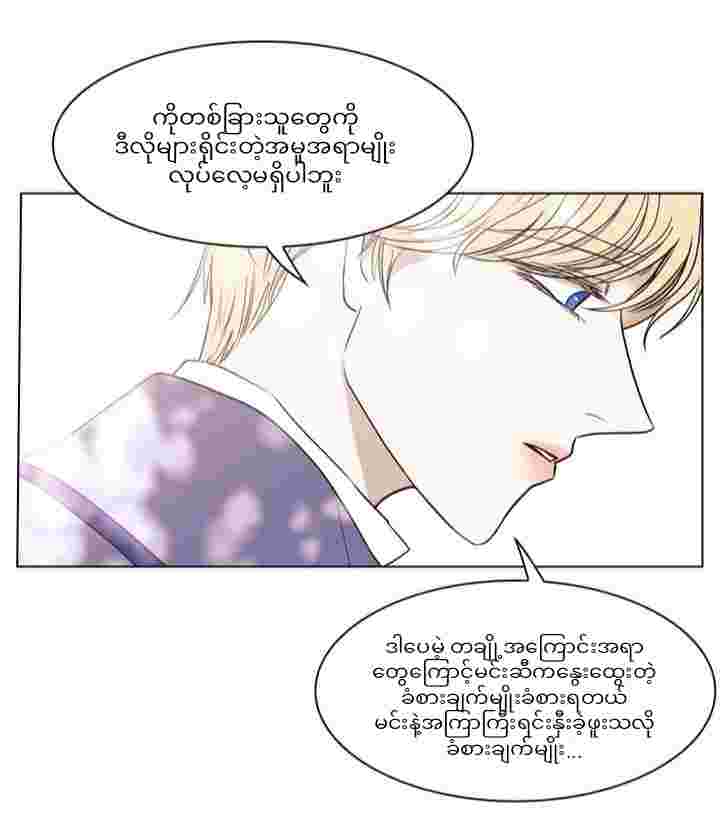 ကိုတစ်ခြားသူတွေကို
ဒီလိုများရိုင်းတဲ့အမူအရာမျိုး
လုပ်လေ့မရှိပါဘူး
ဒါပေမဲ့ တချို့အကြောင်းအရာ
တွေကြောင့်မင်းဆီကနွေးထွေးတဲ့
ခံစားချက်မျိုးခံစားရတယ်
မင်းနဲ့အကြာကြီးရင်းနှီးခဲ့ဖူးသလို
ခံစားချက်မျိုး...